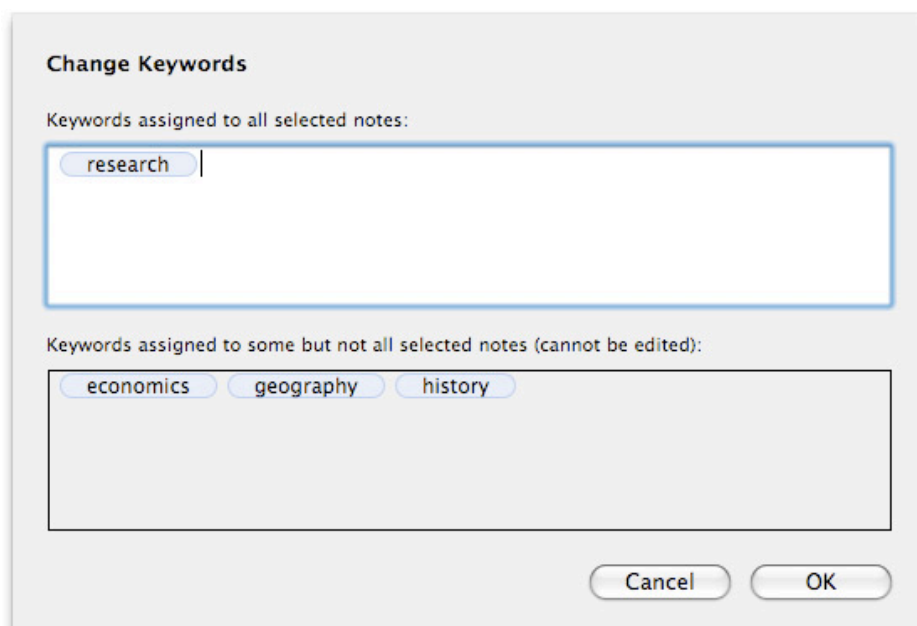 Change Keywords
Keywords assigned to all selected notes:
research
Keywords assigned to some but not all selected notes (cannot be edited):
economics geography history
Cancel OK